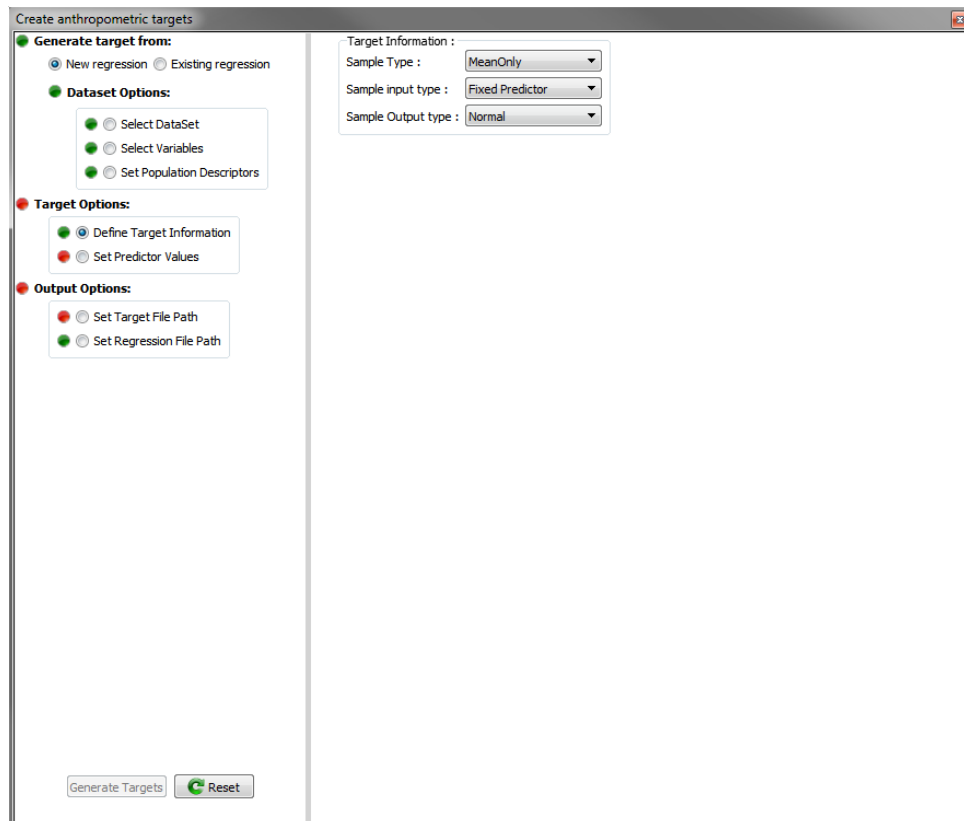 Create anthropometric targets
Generate target from:
New regression Existing regression
Dataset Options:
Select DataSet
Select Variables
Set Population Descriptors
Target Options:
Define Target Information
Set Predictor Values
Output Options:
Set Target File Path
Set Regression File Path
Generate Targets Reset
Target Information :
Sample Type : MeanOnly
Sample input type : Fixed Predictor
Sample Output type : Normal